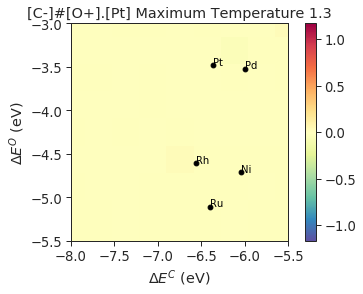 [C-]#[O+].[Pt] Maximum Temperature 1.3
−3.0
−3.5
−4.0
−4.5
−5.0
−5.5
ΔE^O (eV)
Pt
Pd
Rh
Ni
Ru
−8.0 −7.5 −7.0 −6.5 −6.0 −5.5
ΔE^C (eV)
1.0
0.5
0.0
−0.5
−1.0